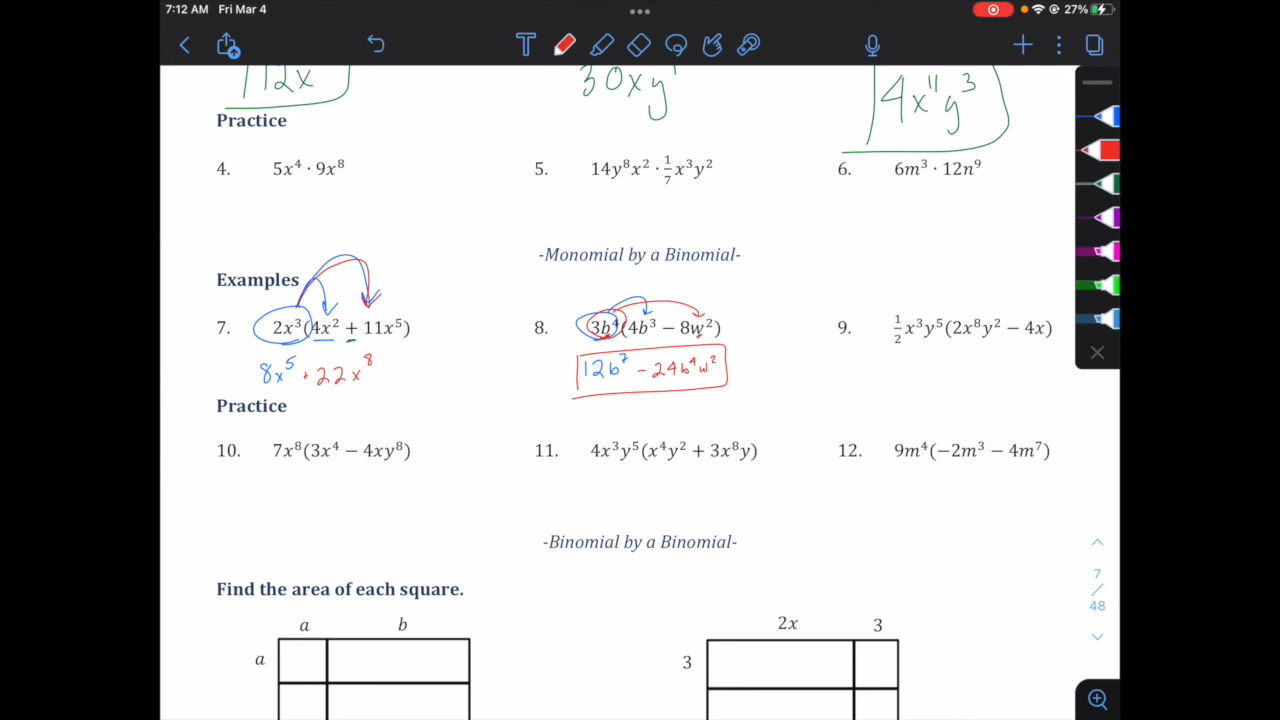 7:12 AM Fri Mar 4
27%
112x
30xy
4x¹¹y³
Practice
4. 5x⁴ · 9x⁸
5. 14y⁸x² · 1/7 x³y²
6. 6m³ · 12n⁹
-Monomial by a Binomial-
Examples
7. 2x³(4x² + 11x⁵)
8. 3b⁴(4b³ − 8w²)
9. 1/2 x³y⁵(2x⁸y² − 4x)
8x⁵ + 22x⁸
12b⁷ − 24b⁴w²
Practice
10. 7x⁸(3x⁴ − 4xy⁸)
11. 4x³y⁵(x⁴y² + 3x⁸y)
12. 9m⁴(−2m³ − 4m⁷)
-Binomial by a Binomial-
7
/
48
Find the area of each square.
a b
2x 3
a
3